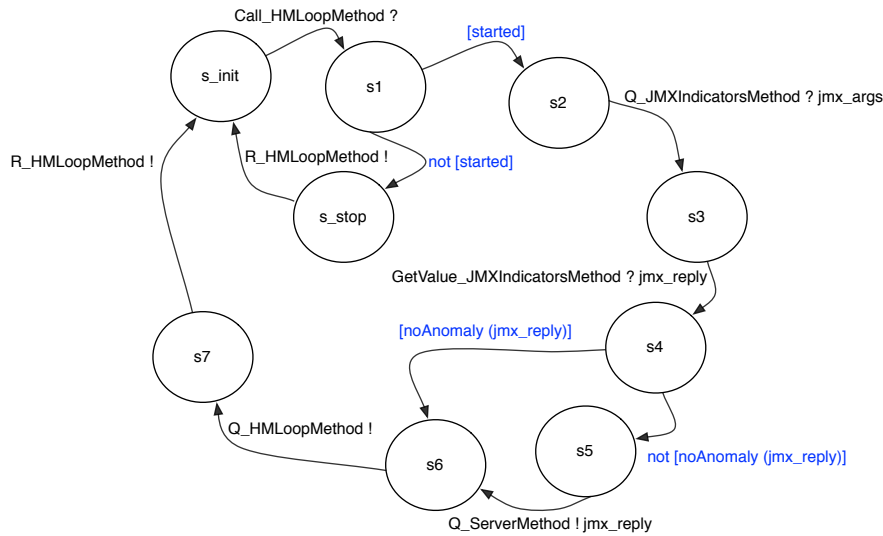 Call_HMLoopMethod ?
[started]
s_init
s1
s2
Q_JMXIndicatorsMethod ? jmx_args
R_HMLoopMethod !
R_HMLoopMethod !
not [started]
s_stop
s3
GetValue_JMXIndicatorsMethod ? jmx_reply
[noAnomaly (jmx_reply)]
s4
s7
Q_HMLoopMethod !
s6
s5
not [noAnomaly (jmx_reply)]
Q_ServerMethod ! jmx_reply